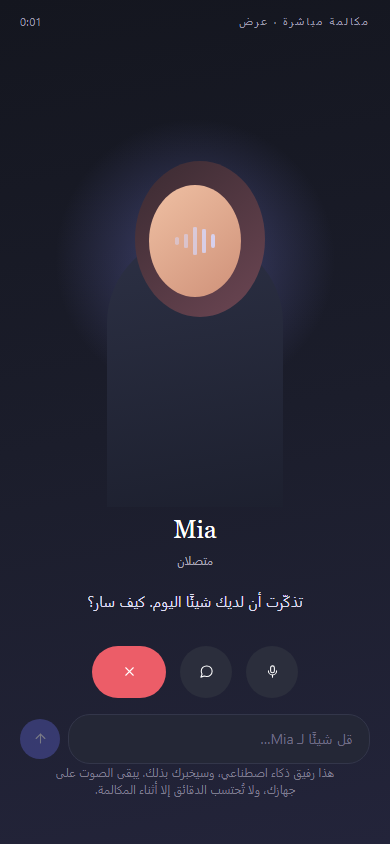 مكالمة مباشرة · عرض
0:01
Mia
متصلان
تذكّرت أن لديك شيئًا اليوم. كيف سار؟
قل شيئًا لـ Mia...
هذا رفيق ذكاء اصطناعي، وسيخبرك بذلك. يبقى الصوت على
جهازك، ولا تُحتسب الدقائق إلا أثناء المكالمة.